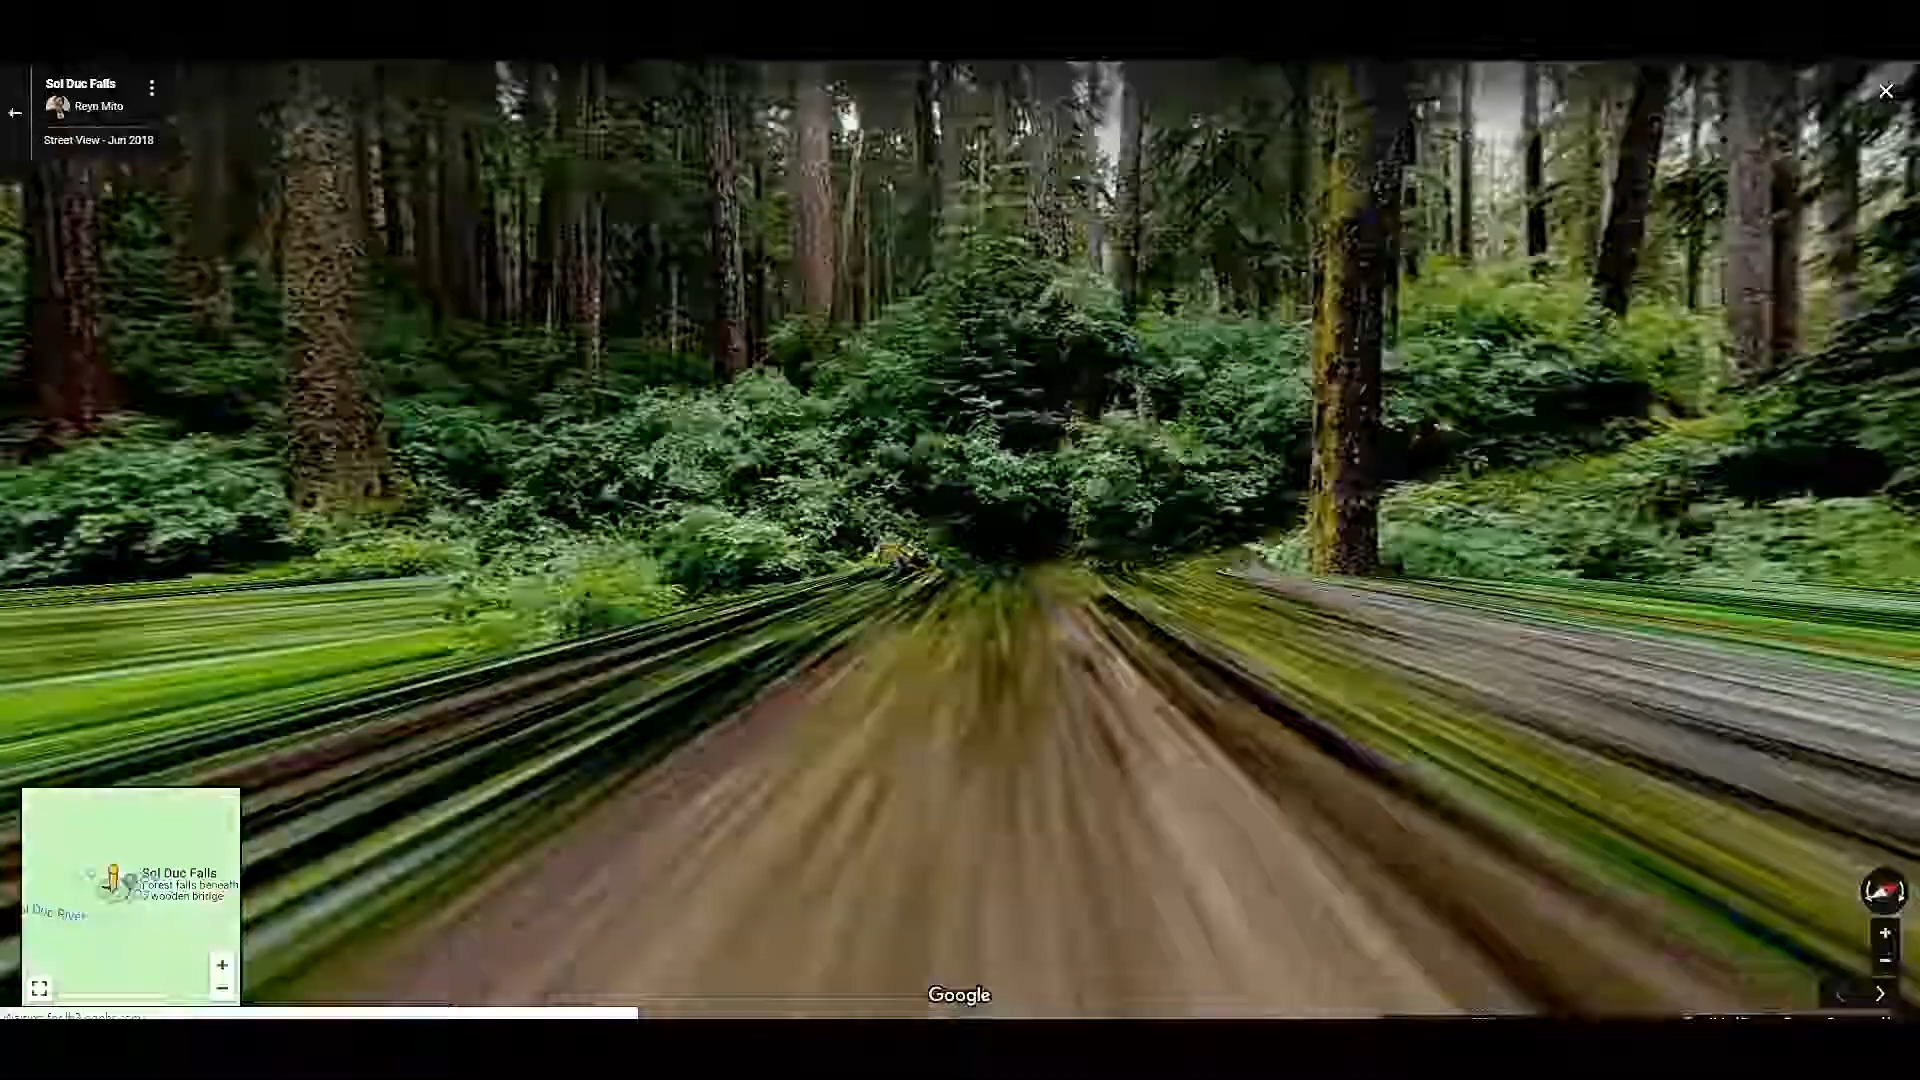 Sol Duc Falls
Reyn Mito
Street View - Jun 2018
Sol Duc Falls
Forest falls beneath
wooden bridge
Duc River
Google